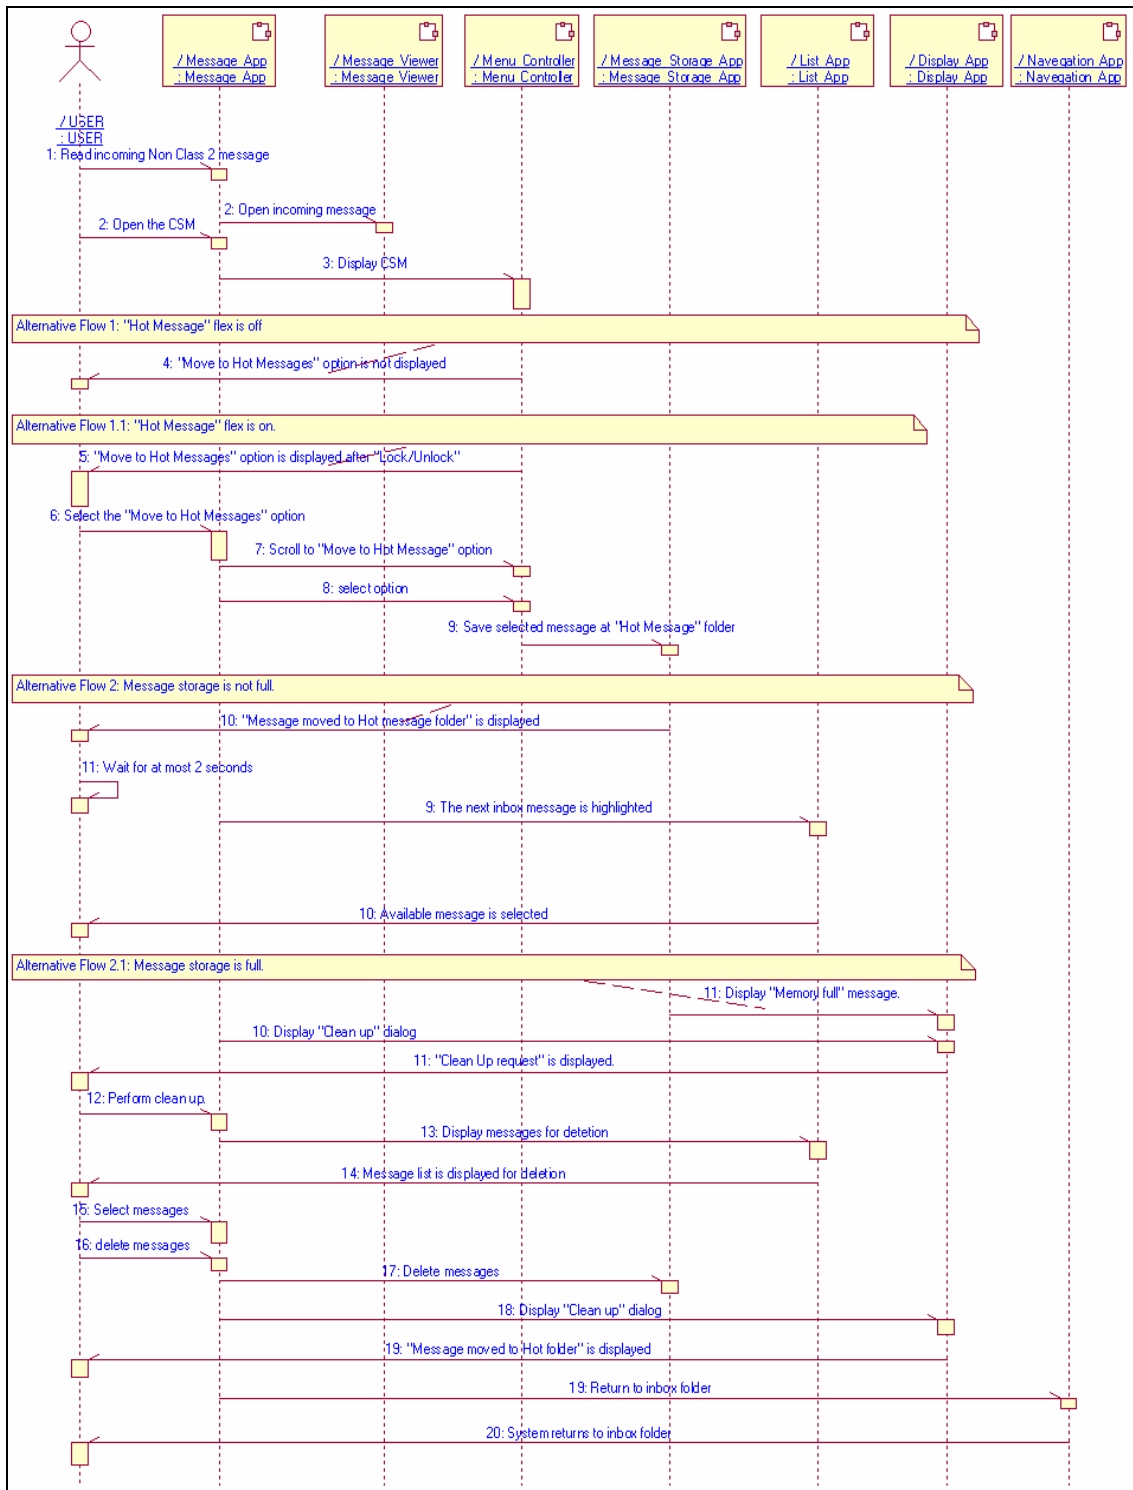 / Message App
: Message App
/ Message Viewer
: Message Viewer
/ Menu Controller
: Menu Controller
/ Message Storage App
: Message Storage App
/ List App
: List App
/ Display App
: Display App
/ Navegation App
: Navegation App
/ USER
: USER
1: Read incoming Non Class 2 message
2: Open incoming message
2: Open the CSM
3: Display CSM
Alternative Flow 1: "Hot Message" flex is off
4: "Move to Hot Messages" option is not displayed
Alternative Flow 1.1: "Hot Message" flex is on.
5: "Move to Hot Messages" option is displayed after "Lock/Unlock"
6: Select the "Move to Hot Messages" option
7: Scroll to "Move to Hot Message" option
8: select option
9: Save selected message at "Hot Message" folder
Alternative Flow 2: Message storage is not full.
10: "Message moved to Hot message folder" is displayed
11: Wait for at most 2 seconds
9: The next inbox message is highlighted
10: Available message is selected
Alternative Flow 2.1: Message storage is full.
11: Display "Memory full" message.
10: Display "Clean up" dialog
11: "Clean Up request" is displayed.
12: Perform clean up.
13: Display messages for detetion
14: Message list is displayed for deletion
15: Select messages
16: delete messages
17: Delete messages
18: Display "Clean up" dialog
19: "Message moved to Hot folder" is displayed
19: Return to inbox folder
20: System returns to inbox folder